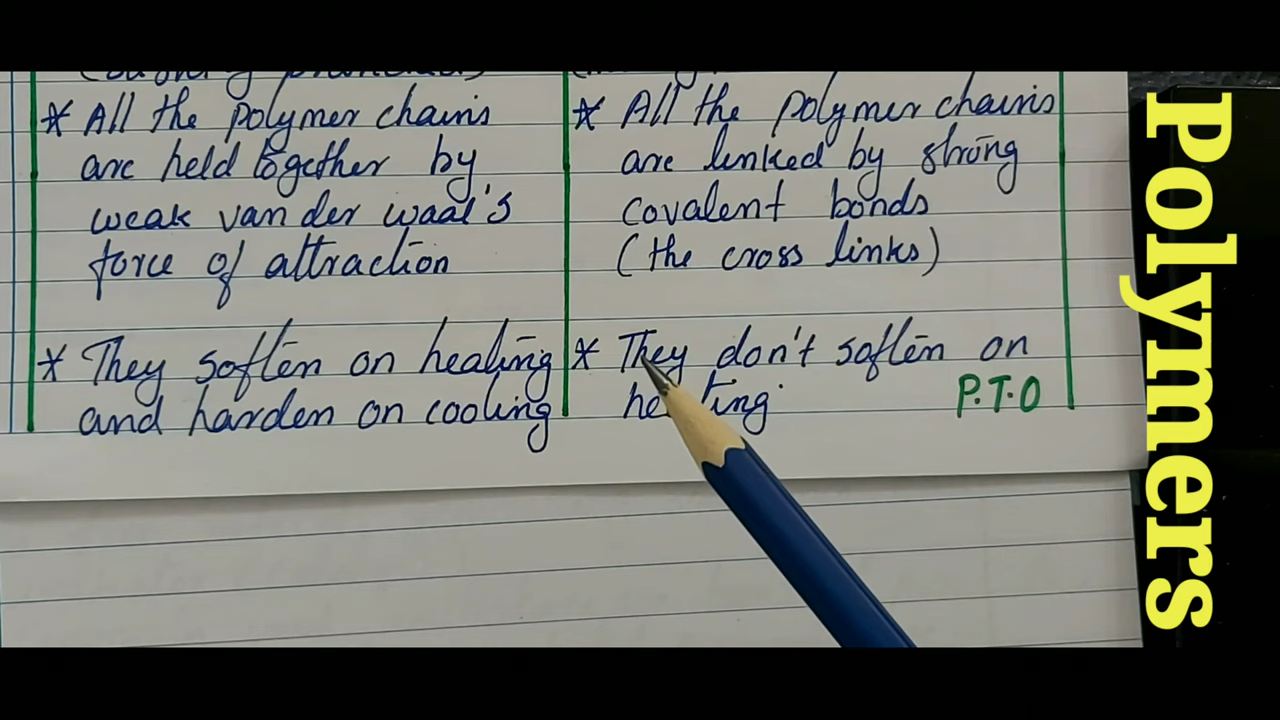 * All the polymer chains
are held together by
weak van der waal's
force of attraction
* They soften on heating
and harden on cooling
* All the polymer chains
are linked by strong
covalent bonds
(the cross links)
* They don't soften on
heating
P.T.O
Polymers